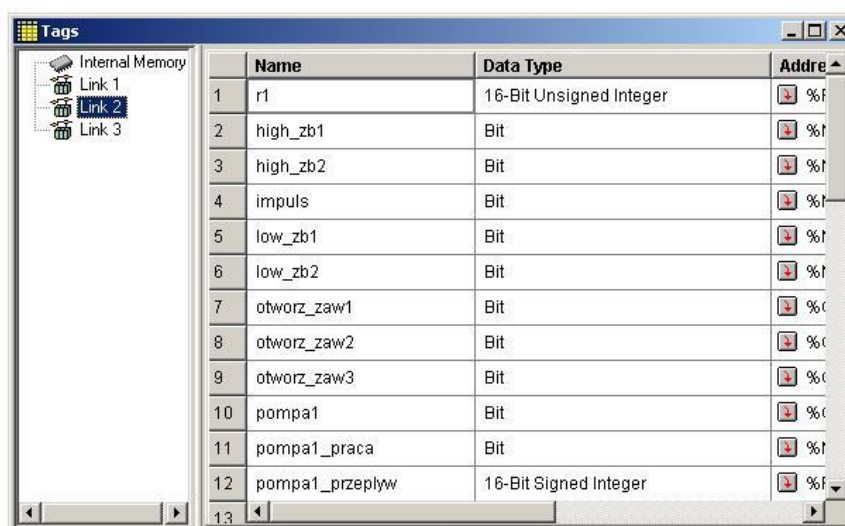 Tags
Internal Memory
Link 1
Link 2
Link 3
Name Data Type Addre
1 r1 16-Bit Unsigned Integer
2 high_zb1 Bit
3 high_zb2 Bit
4 impuls Bit
5 low_zb1 Bit
6 low_zb2 Bit
7 otworz_zaw1 Bit
8 otworz_zaw2 Bit
9 otworz_zaw3 Bit
10 pompa1 Bit
11 pompa1_praca Bit
12 pompa1_przeplyw 16-Bit Signed Integer
13